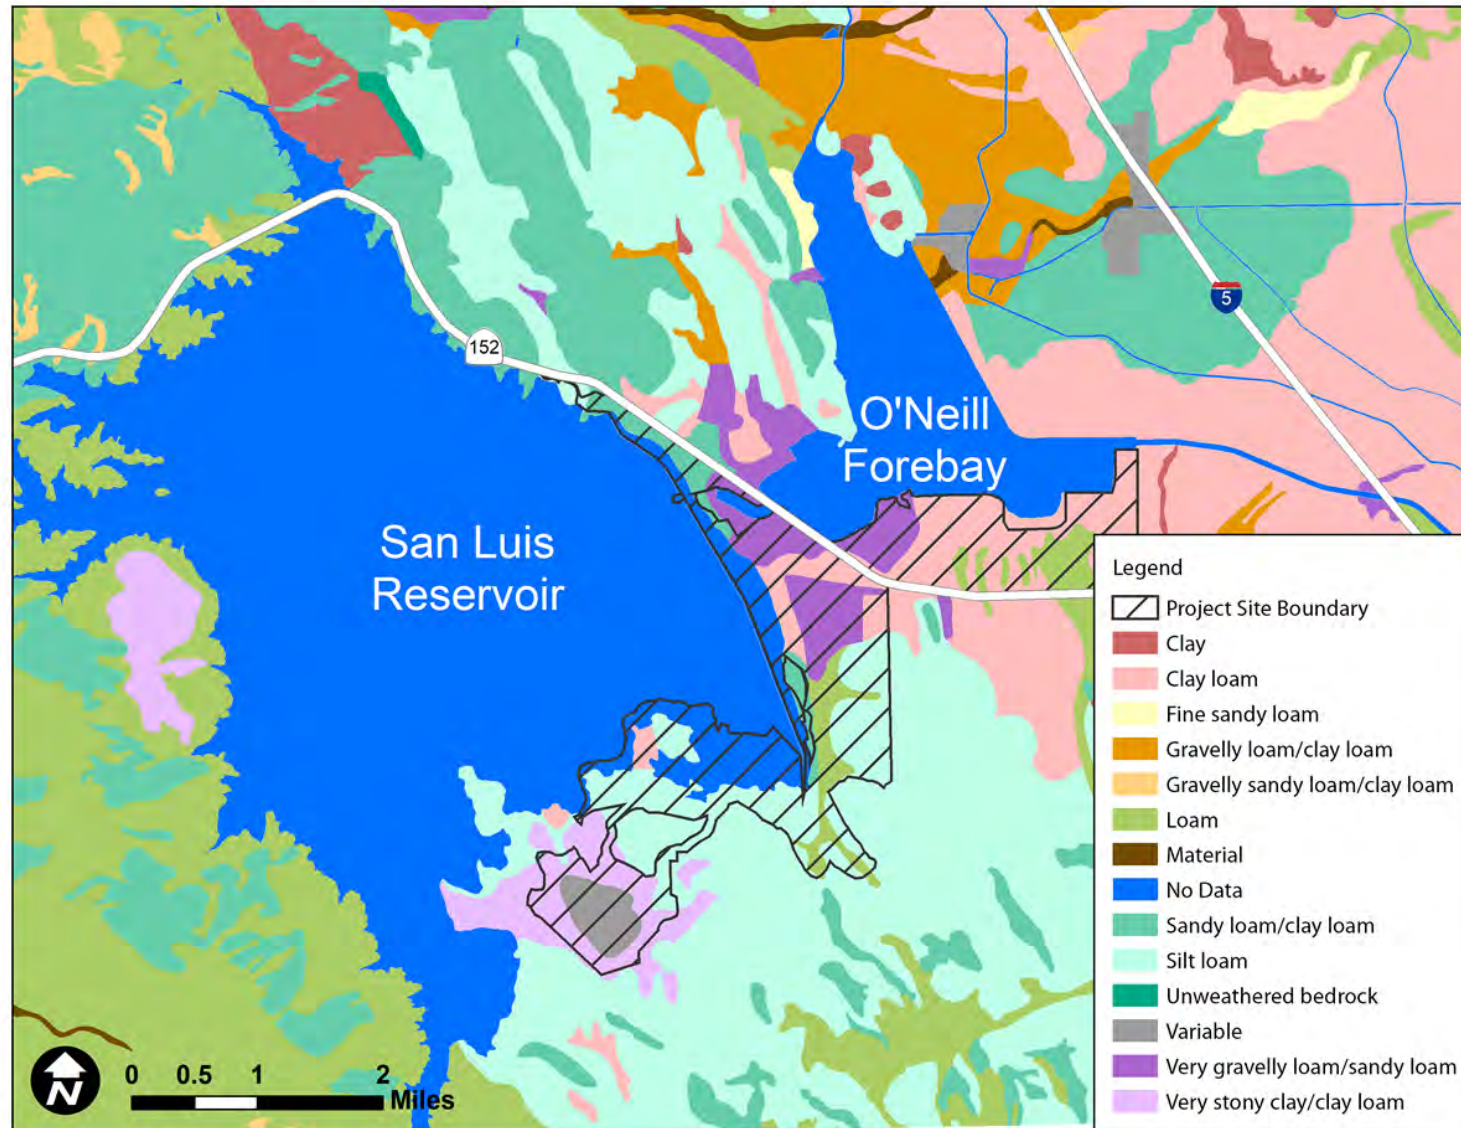 152
5
O'Neill
Forebay
San Luis
Reservoir
Legend
Project Site Boundary
Clay
Clay loam
Fine sandy loam
Gravelly loam/clay loam
Gravelly sandy loam/clay loam
Loam
Material
No Data
Sandy loam/clay loam
Silt loam
Unweathered bedrock
Variable
Very gravelly loam/sandy loam
Very stony clay/clay loam
N
0 0.5 1 2
Miles